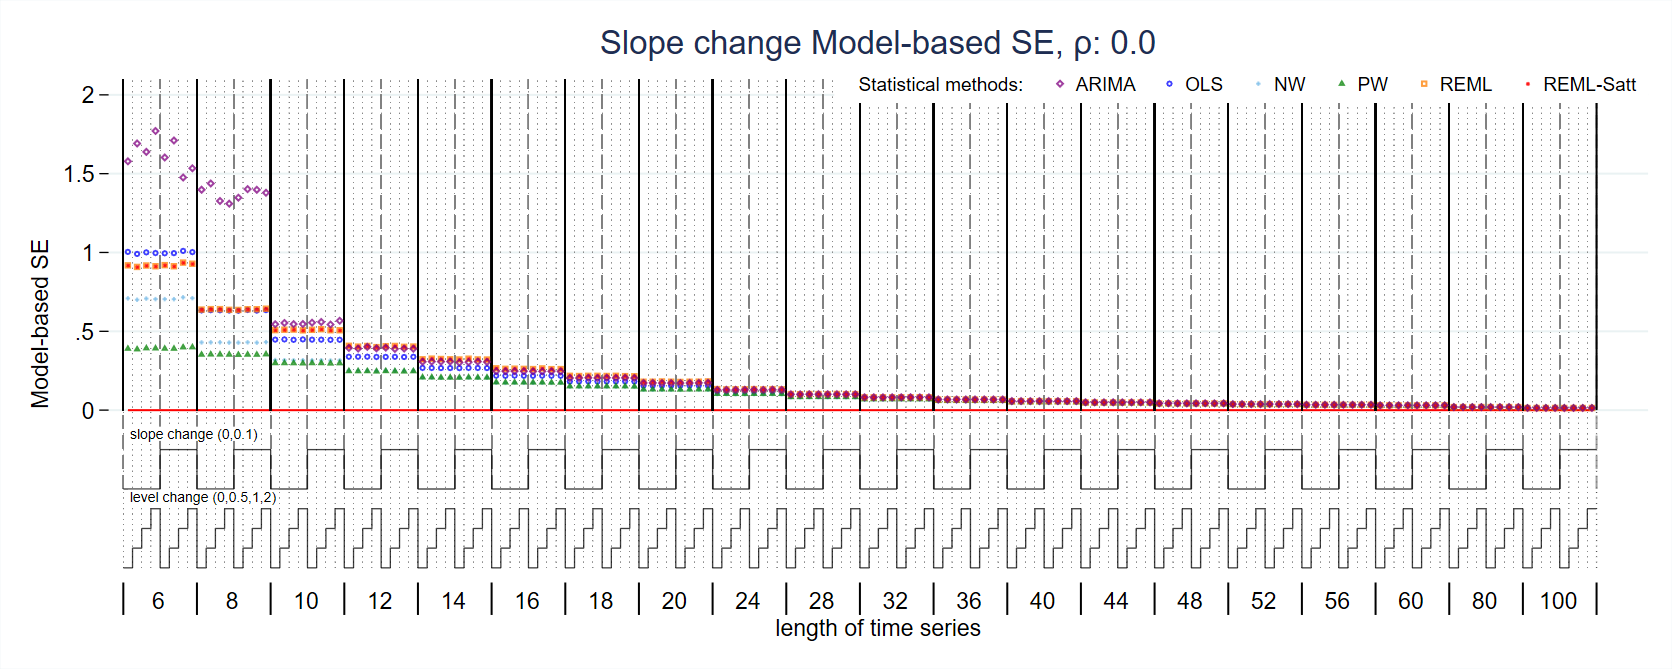 Slope change Model-based SE, ρ: 0.0
Statistical methods: ARIMA OLS NW PW REML REML-Satt
2
1.5
1
.5
0
Model-based SE
slope change (0,0.1)
level change (0,0.5,1,2)
6 8 10 12 14 16 18 20 24 28 32 36 40 44 48 52 56 60 80 100
length of time series